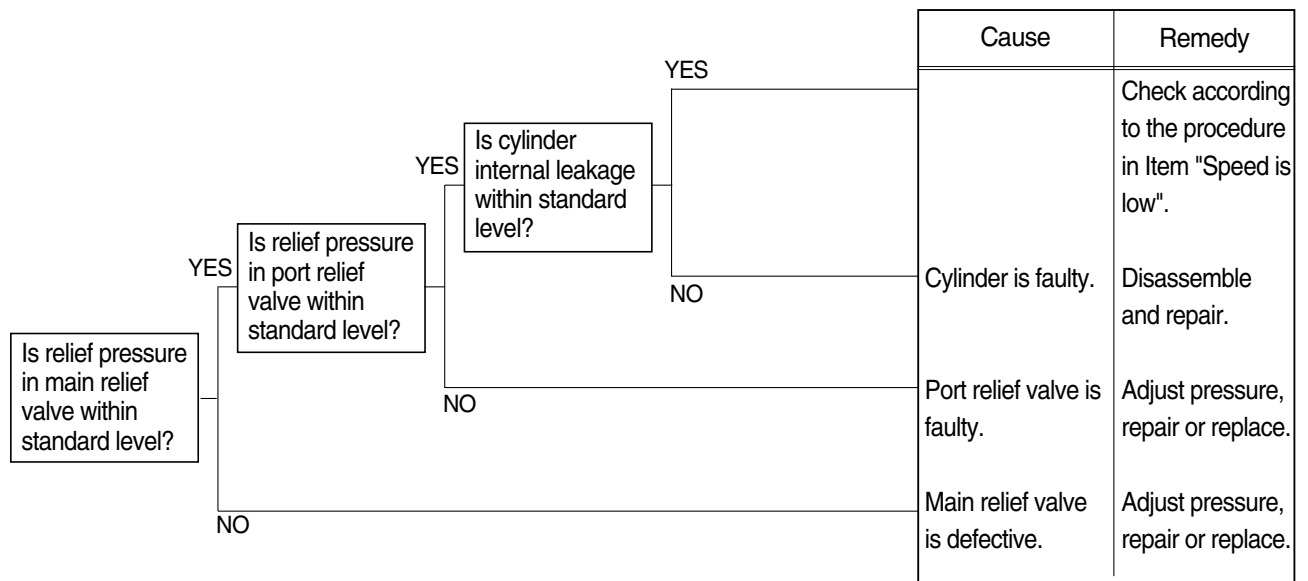 Cause
Remedy
YES
Check according
to the procedure
in Item "Speed is
low".
Is cylinder
internal leakage
within standard
level?
YES
NO
Cylinder is faulty.
Disassemble
and repair.
Is relief pressure
in port relief
valve within
standard level?
YES
NO
Port relief valve is
faulty.
Adjust pressure,
repair or replace.
Is relief pressure
in main relief
valve within
standard level?
NO
Main relief valve
is defective.
Adjust pressure,
repair or replace.